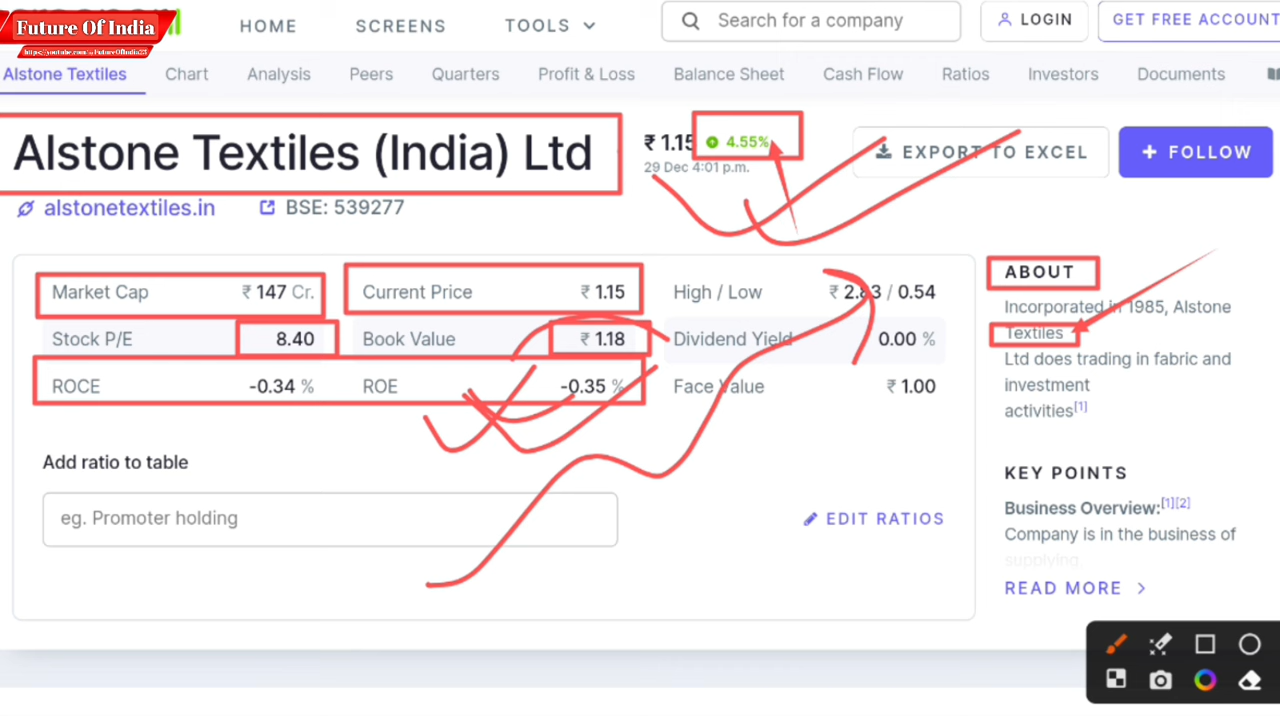 Future Of India
HOME
SCREENS
TOOLS
Search for a company
LOGIN
GET FREE ACCOUNT
Alstone Textiles
Chart
Analysis
Peers
Quarters
Profit & Loss
Balance Sheet
Cash Flow
Ratios
Investors
Documents
Alstone Textiles (India) Ltd
₹ 1.15
4.55%
29 Dec 4:01 p.m.
EXPORT TO EXCEL
+ FOLLOW
alstonetextiles.in
BSE: 539277
Market Cap ₹ 147 Cr.
Current Price ₹ 1.15
High / Low ₹ 2.83 / 0.54
Stock P/E 8.40
Book Value ₹ 1.18
Dividend Yield 0.00 %
ROCE -0.34 %
ROE -0.35 %
Face Value ₹ 1.00
Add ratio to table
eg. Promoter holding
EDIT RATIOS
ABOUT
Incorporated in 1985, Alstone
Textiles
Ltd does trading in fabric and
investment
activities[1]
KEY POINTS
Business Overview:[1][2]
Company is in the business of
supplying,
READ MORE